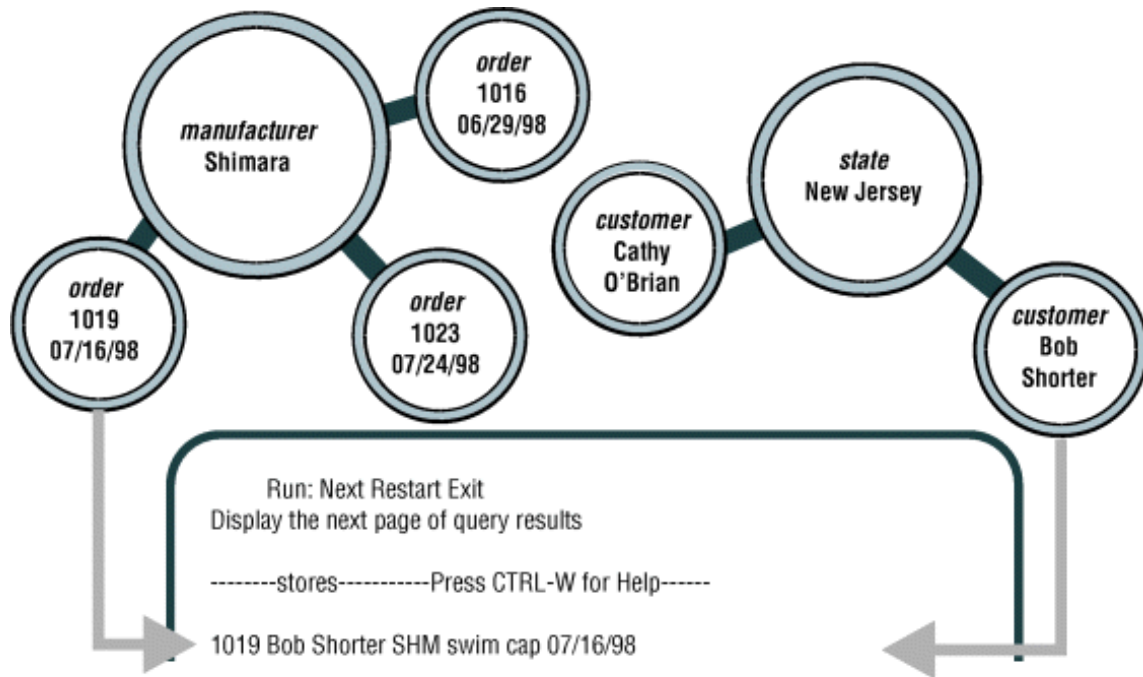 manufacturer
Shimara
order
1016
06/29/98
order
1019
07/16/98
order
1023
07/24/98
state
New Jersey
customer
Cathy
O'Brian
customer
Bob
Shorter
Run: Next Restart Exit
Display the next page of query results
--------stores-----------Press CTRL-W for Help------
1019 Bob Shorter SHM swim cap 07/16/98